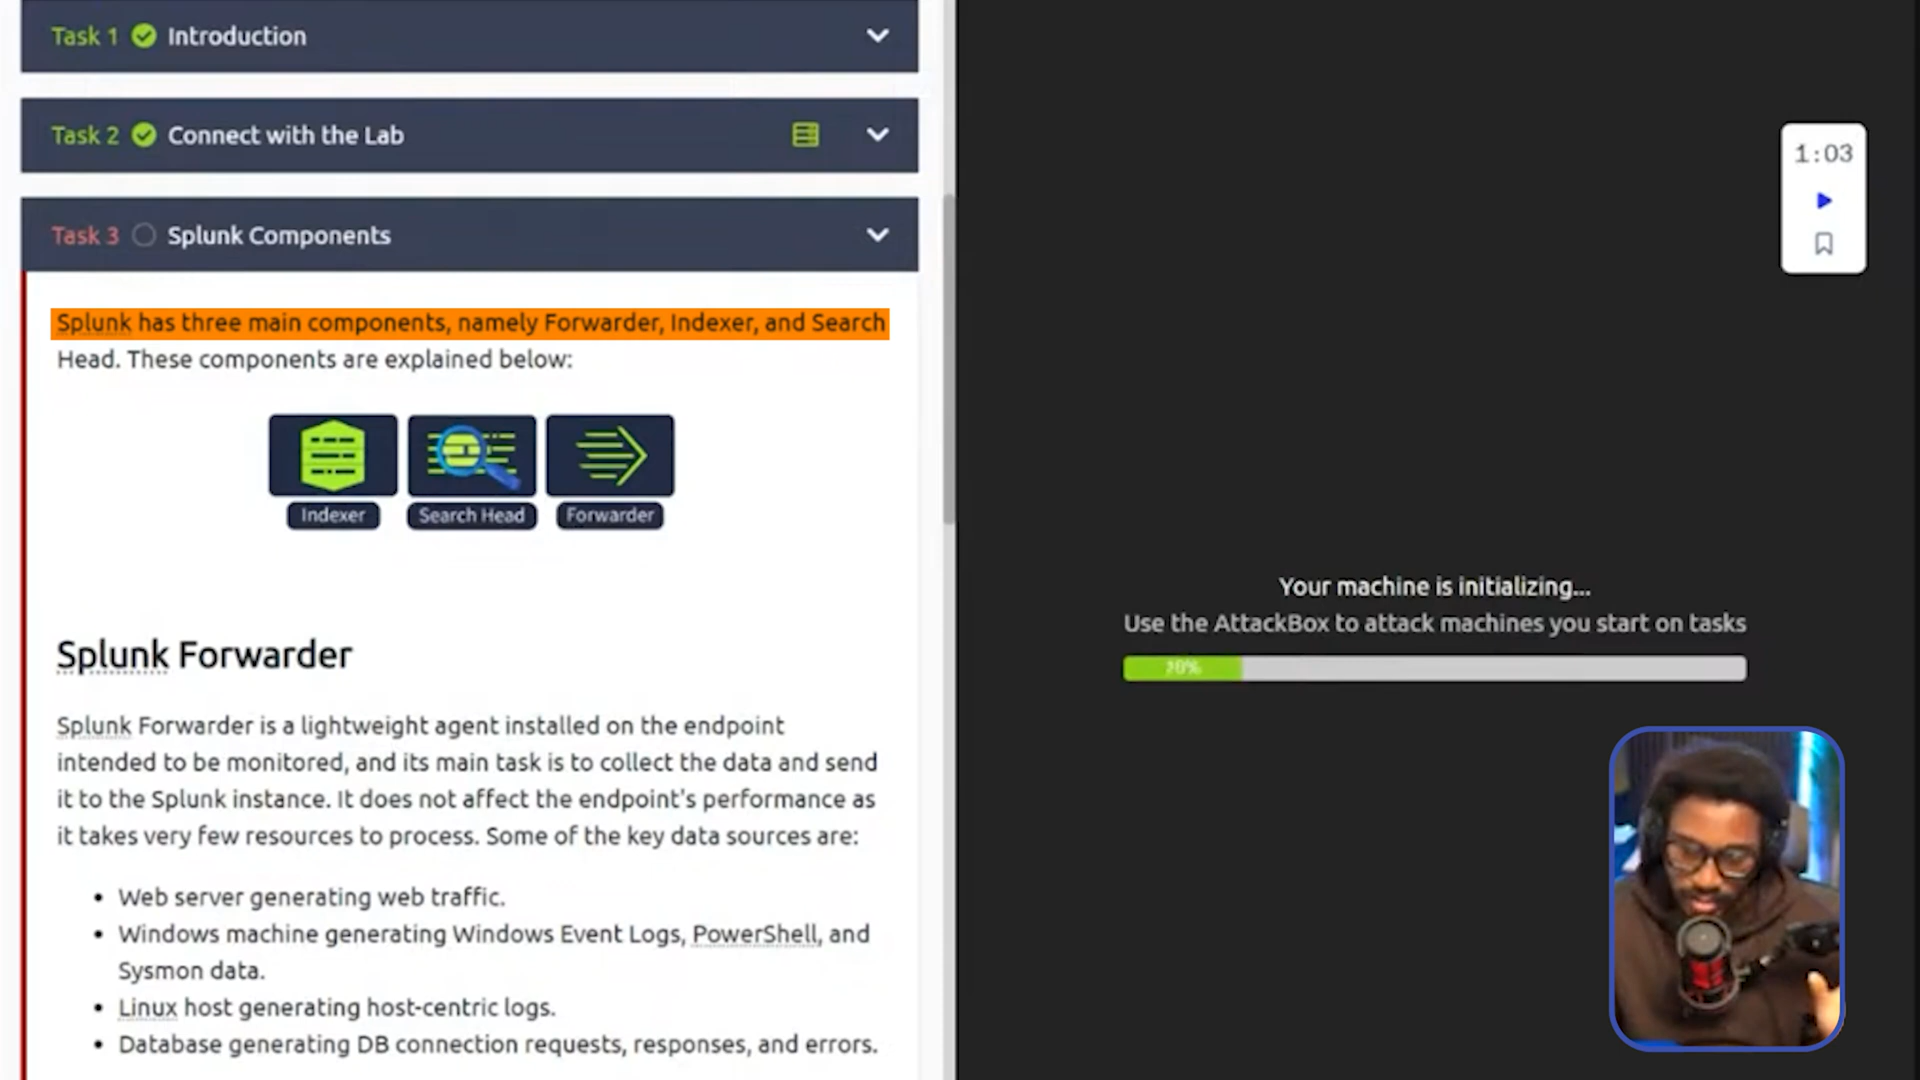 Task 1 Introduction
Task 2 Connect with the Lab
Task 3 Splunk Components
Splunk has three main components, namely Forwarder, Indexer, and Search
Head. These components are explained below:
Indexer Search Head Forwarder
Splunk Forwarder
Splunk Forwarder is a lightweight agent installed on the endpoint
intended to be monitored, and its main task is to collect the data and send
it to the Splunk instance. It does not affect the endpoint's performance as
it takes very few resources to process. Some of the key data sources are:
• Web server generating web traffic.
• Windows machine generating Windows Event Logs, PowerShell, and
Sysmon data.
• Linux host generating host-centric logs.
• Database generating DB connection requests, responses, and errors.
1:03
Your machine is initializing...
Use the AttackBox to attack machines you start on tasks